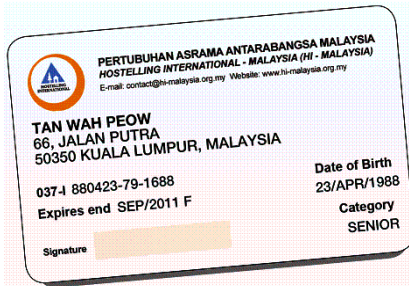 PERTUBUHAN ASRAMA ANTARABANGSA MALAYSIA
HOSTELLING INTERNATIONAL - MALAYSIA (HI - MALAYSIA)
E-mail: contact@hi-malaysia.org.my Website: www.hi-malaysia.org.my
HOSTELLING
INTERNATIONAL
TAN WAH PEOW
66, JALAN PUTRA
50350 KUALA LUMPUR, MALAYSIA
037-I 880423-79-1688
Expires end SEP/2011 F
Signature
Date of Birth
23/APR/1988
Category
SENIOR